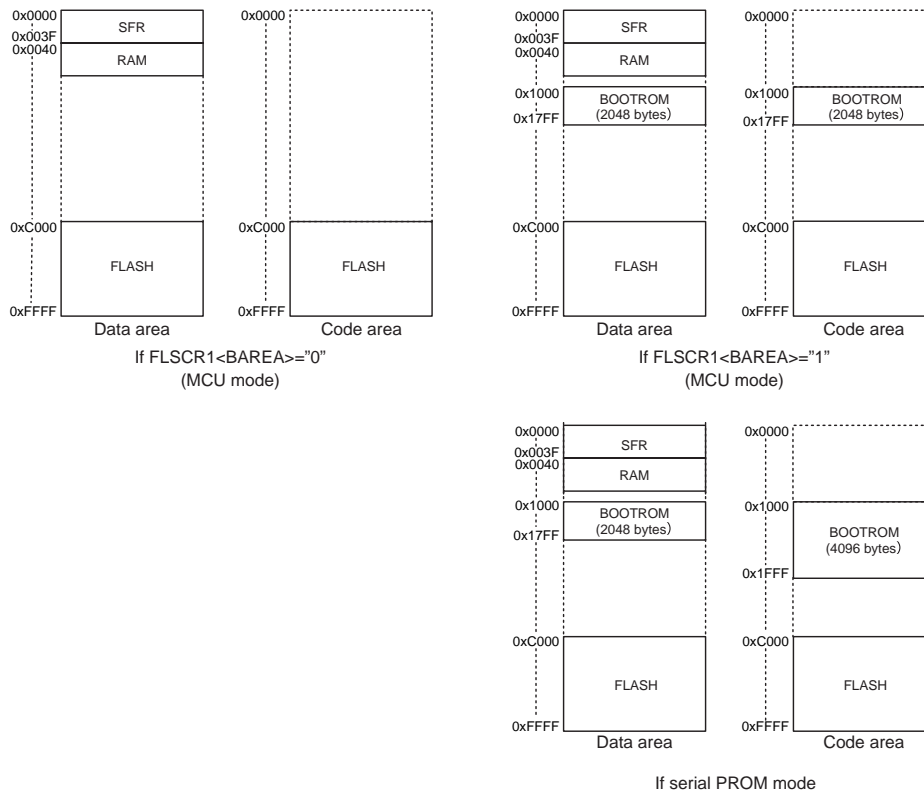 0x0000
SFR
0x003F
0x0040
RAM
0xC000
FLASH
0xFFFF
Data area
0x0000
0xC000
FLASH
0xFFFF
Code area
If FLSCR1<BAREA>="0"
(MCU mode)
0x0000
SFR
0x003F
0x0040
RAM
0x1000
BOOTROM
(2048 bytes)
0x17FF
0xC000
FLASH
0xFFFF
Data area
0x0000
0x1000
BOOTROM
(2048 bytes)
0x17FF
0xC000
FLASH
0xFFFF
Code area
If FLSCR1<BAREA>="1"
(MCU mode)
0x0000
SFR
0x003F
0x0040
RAM
0x1000
BOOTROM
(2048 bytes)
0x17FF
0xC000
FLASH
0xFFFF
Data area
0x0000
0x1000
BOOTROM
(4096 bytes)
0x1FFF
0xC000
FLASH
0xFFFF
Code area
If serial PROM mode